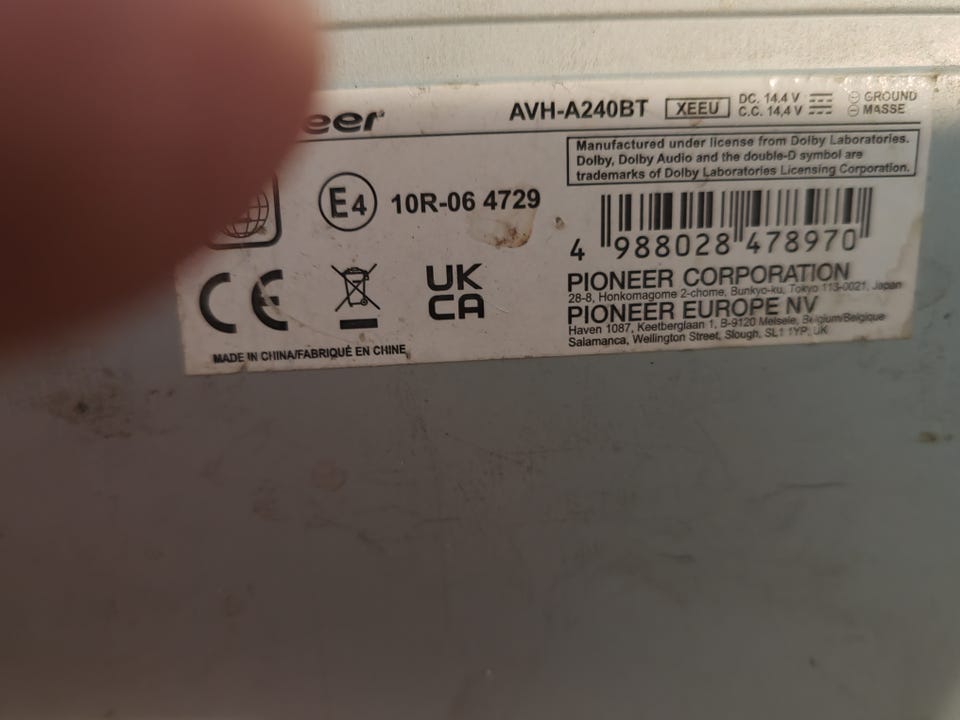 eer
AVH-A240BT
XEEU
DC. 14.4 V
C.C. 14,4 V
GROUND
MASSE
Manufactured under license from Dolby Laboratories.
Dolby, Dolby Audio and the double-D symbol are
trademarks of Dolby Laboratories Licensing Corporation.
E4
10R-06 4729
4 988028 478970
CE
UK
CA
PIONEER CORPORATION
28-8, Honkomagome 2-chome, Bunkyo-ku, Tokyo 113-0021, Japan
PIONEER EUROPE NV
Haven 1087, Keetberglaan 1, B-9120 Melsele, Belgium/Belgique
Salamanca, Wellington Street, Slough, SL1 1YP, UK
MADE IN CHINA/FABRIQUÉ EN CHINE